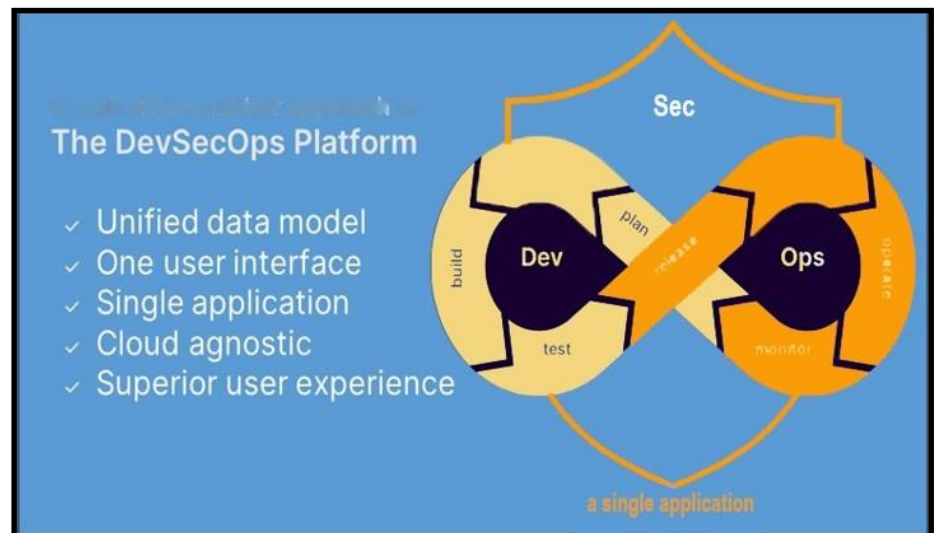 The DevSecOps Platform
✓ Unified data model
✓ One user interface
✓ Single application
✓ Cloud agnostic
✓ Superior user experience
Sec
Dev
Ops
plan
build
test
release
operate
monitor
a single application